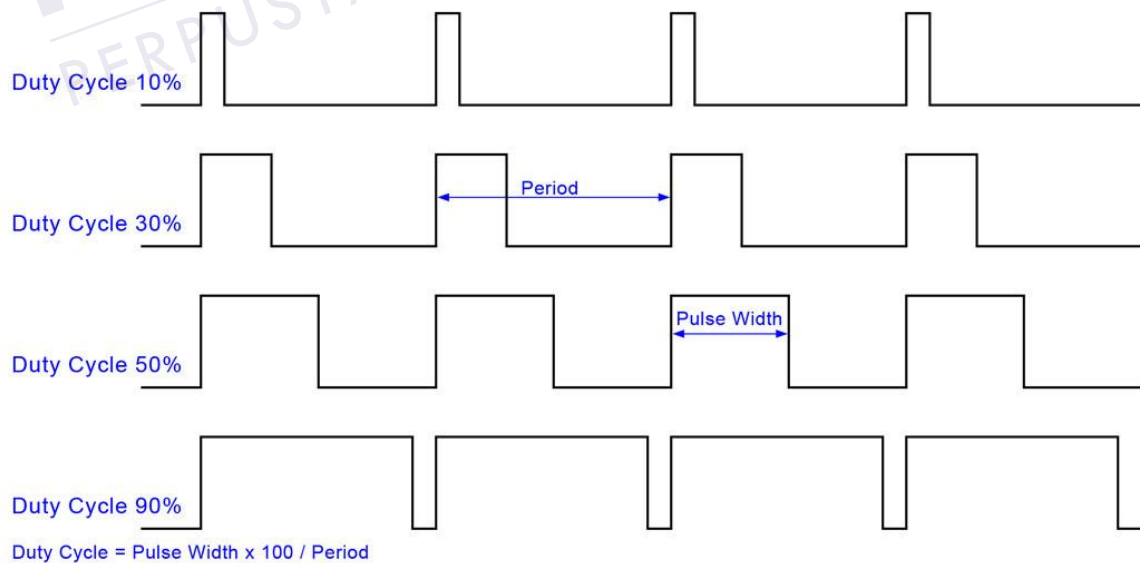 PERPUSTA
Duty Cycle 10%
Period
Duty Cycle 30%
Pulse Width
Duty Cycle 50%
Duty Cycle 90%
Duty Cycle = Pulse Width x 100 / Period